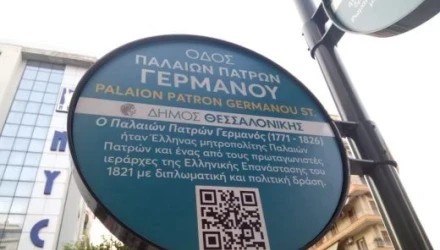 ΟΔΟΣ
ΠΑΛΑΙΩΝ ΠΑΤΡΩΝ
ΓΕΡΜΑΝΟΥ
PALAION PATRON GERMANOU ST.
ΔΗΜΟΣ ΘΕΣΣΑΛΟΝΙΚΗΣ
Ο Παλαιών Πατρών Γερμανός (1771 - 1826)
ήταν Έλληνας μητροπολίτης Παλαιών
Πατρών και ένας από τους πρωταγωνιστές
ιεράρχες της Ελληνικής Επανάστασης του
1821 με διπλωματική και πολιτική δράση.